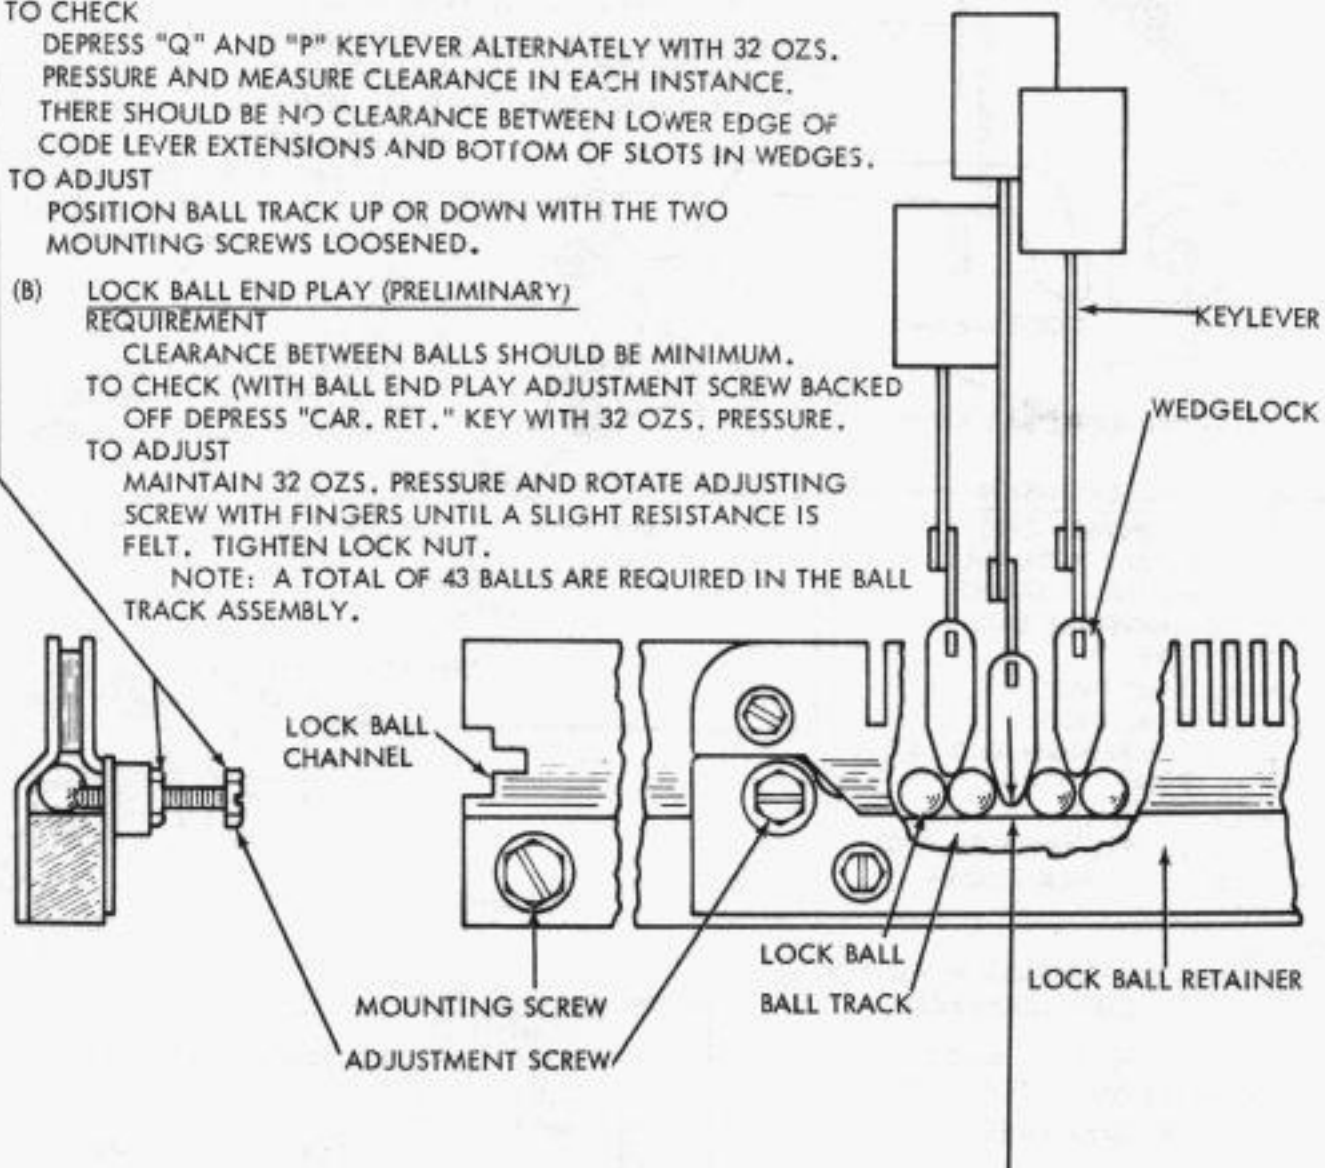 TO CHECK
DEPRESS "Q" AND "P" KEYLEVER ALTERNATELY WITH 32 OZS.
PRESSURE AND MEASURE CLEARANCE IN EACH INSTANCE.
THERE SHOULD BE NO CLEARANCE BETWEEN LOWER EDGE OF
CODE LEVER EXTENSIONS AND BOTTOM OF SLOTS IN WEDGES.
TO ADJUST
POSITION BALL TRACK UP OR DOWN WITH THE TWO
MOUNTING SCREWS LOOSENED.
(B) LOCK BALL END PLAY (PRELIMINARY)
REQUIREMENT
CLEARANCE BETWEEN BALLS SHOULD BE MINIMUM.
TO CHECK (WITH BALL END PLAY ADJUSTMENT SCREW BACKED
OFF DEPRESS "CAR. RET." KEY WITH 32 OZS. PRESSURE.
TO ADJUST
MAINTAIN 32 OZS. PRESSURE AND ROTATE ADJUSTING
SCREW WITH FINGERS UNTIL A SLIGHT RESISTANCE IS
FELT. TIGHTEN LOCK NUT.
NOTE: A TOTAL OF 43 BALLS ARE REQUIRED IN THE BALL
TRACK ASSEMBLY.
KEYLEVER
WEDGELOCK
LOCK BALL
CHANNEL
LOCK BALL
BALL TRACK
LOCK BALL RETAINER
MOUNTING SCREW
ADJUSTMENT SCREW